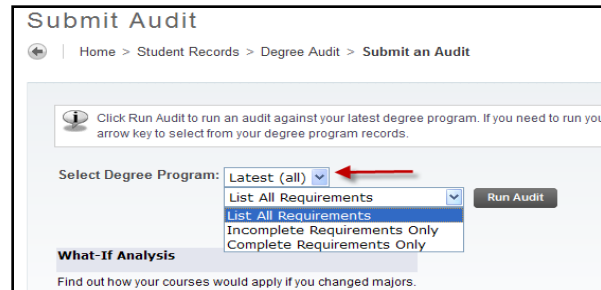 Submit Audit
Home > Student Records > Degree Audit > Submit an Audit
Click Run Audit to run an audit against your latest degree program. If you need to run you
arrow key to select from your degree program records.
Select Degree Program: Latest (all)
List All Requirements Run Audit
List All Requirements
Incomplete Requirements Only
Complete Requirements Only
What-If Analysis
Find out how your courses would apply if you changed majors.